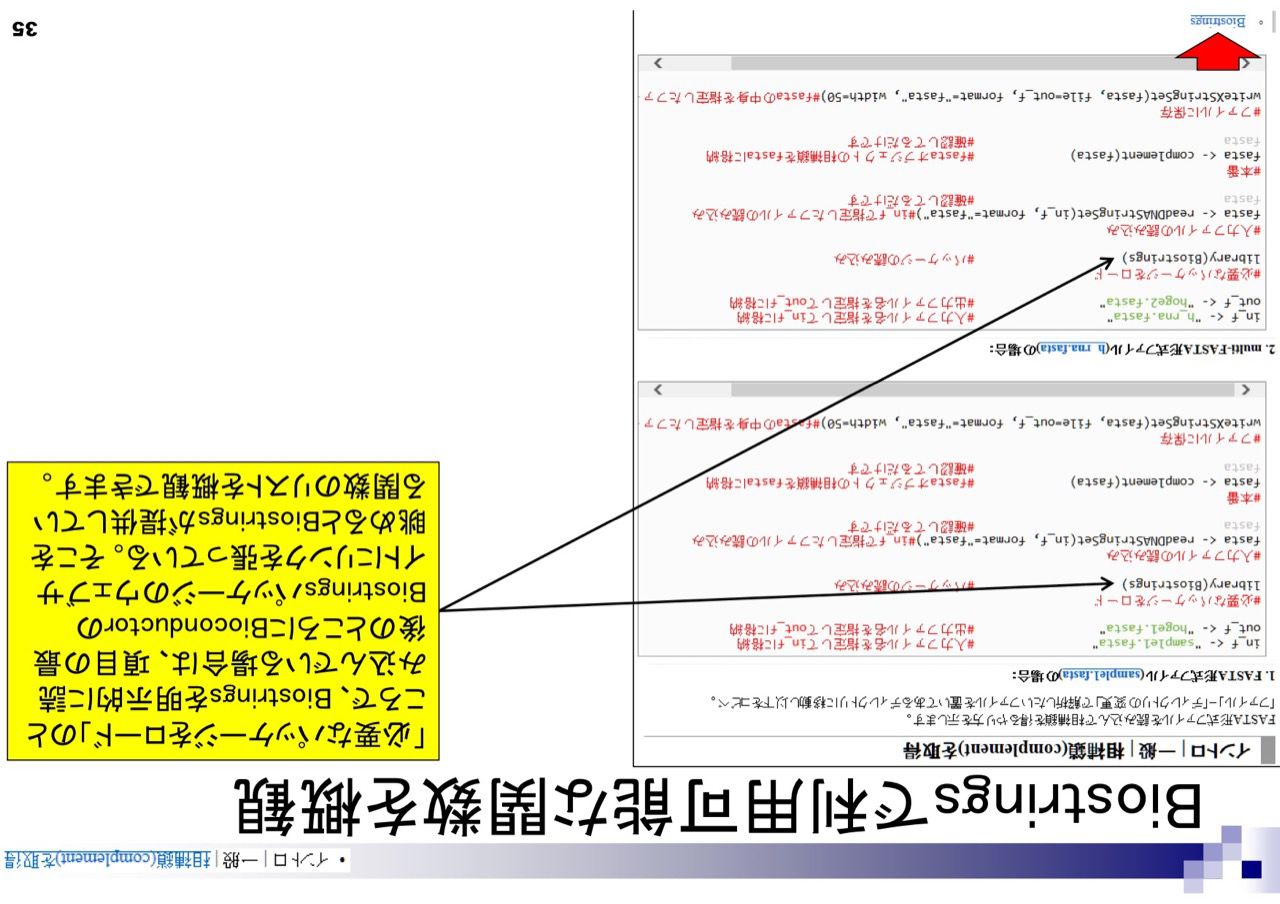 • イントロ | 一般 | 相補鎖(complement)を取得
Biostringsで利用可能な関数を概観
イントロ | 一般 | 相補鎖(complement)を取得
FASTA形式ファイルを読み込んで相補鎖を得るやり方を示します。
「ファイル」-「ディレクトリの変更」で解析したいファイルを置いてあるディレクトリに移動し以下をコピペ。
1. FASTA形式ファイル(sample1.fasta)の場合:
in_f <- "sample1.fasta" #入力ファイル名を指定してin_fに格納
out_f <- "hoge1.fasta" #出力ファイル名を指定してout_fに格納
#必要なパッケージをロード
library(Biostrings) #パッケージの読み込み
#入力ファイルの読み込み
fasta <- readDNAStringSet(in_f, format="fasta")#in_fで指定したファイルの読み込み
fasta #確認してるだけです
#本番
fasta <- complement(fasta) #fastaオブジェクトの相補鎖をfastaに格納
fasta #確認してるだけです
#ファイルに保存
writeXStringSet(fasta, file=out_f, format="fasta", width=50)#fastaの中身を指定したファ
2. multi-FASTA形式ファイル(h_rna.fasta)の場合:
in_f <- "h_rna.fasta" #入力ファイル名を指定してin_fに格納
out_f <- "hoge2.fasta" #出力ファイル名を指定してout_fに格納
#必要なパッケージをロード
library(Biostrings) #パッケージの読み込み
#入力ファイルの読み込み
fasta <- readDNAStringSet(in_f, format="fasta")#in_fで指定したファイルの読み込み
fasta #確認してるだけです
#本番
fasta <- complement(fasta) #fastaオブジェクトの相補鎖をfastaに格納
fasta #確認してるだけです
#ファイルに保存
writeXStringSet(fasta, file=out_f, format="fasta", width=50)#fastaの中身を指定したファ
Biostrings
「必要なパッケージをロード」のと
ころで、Biostringsを明示的に読
み込んでいる場合は、項目の最
後のところにBioconductorの
Biostringsパッケージのウェブサ
イトにリンクを張っている。そこを
眺めるとBiostringsが提供してい
る関数のリストを概観できます。
35